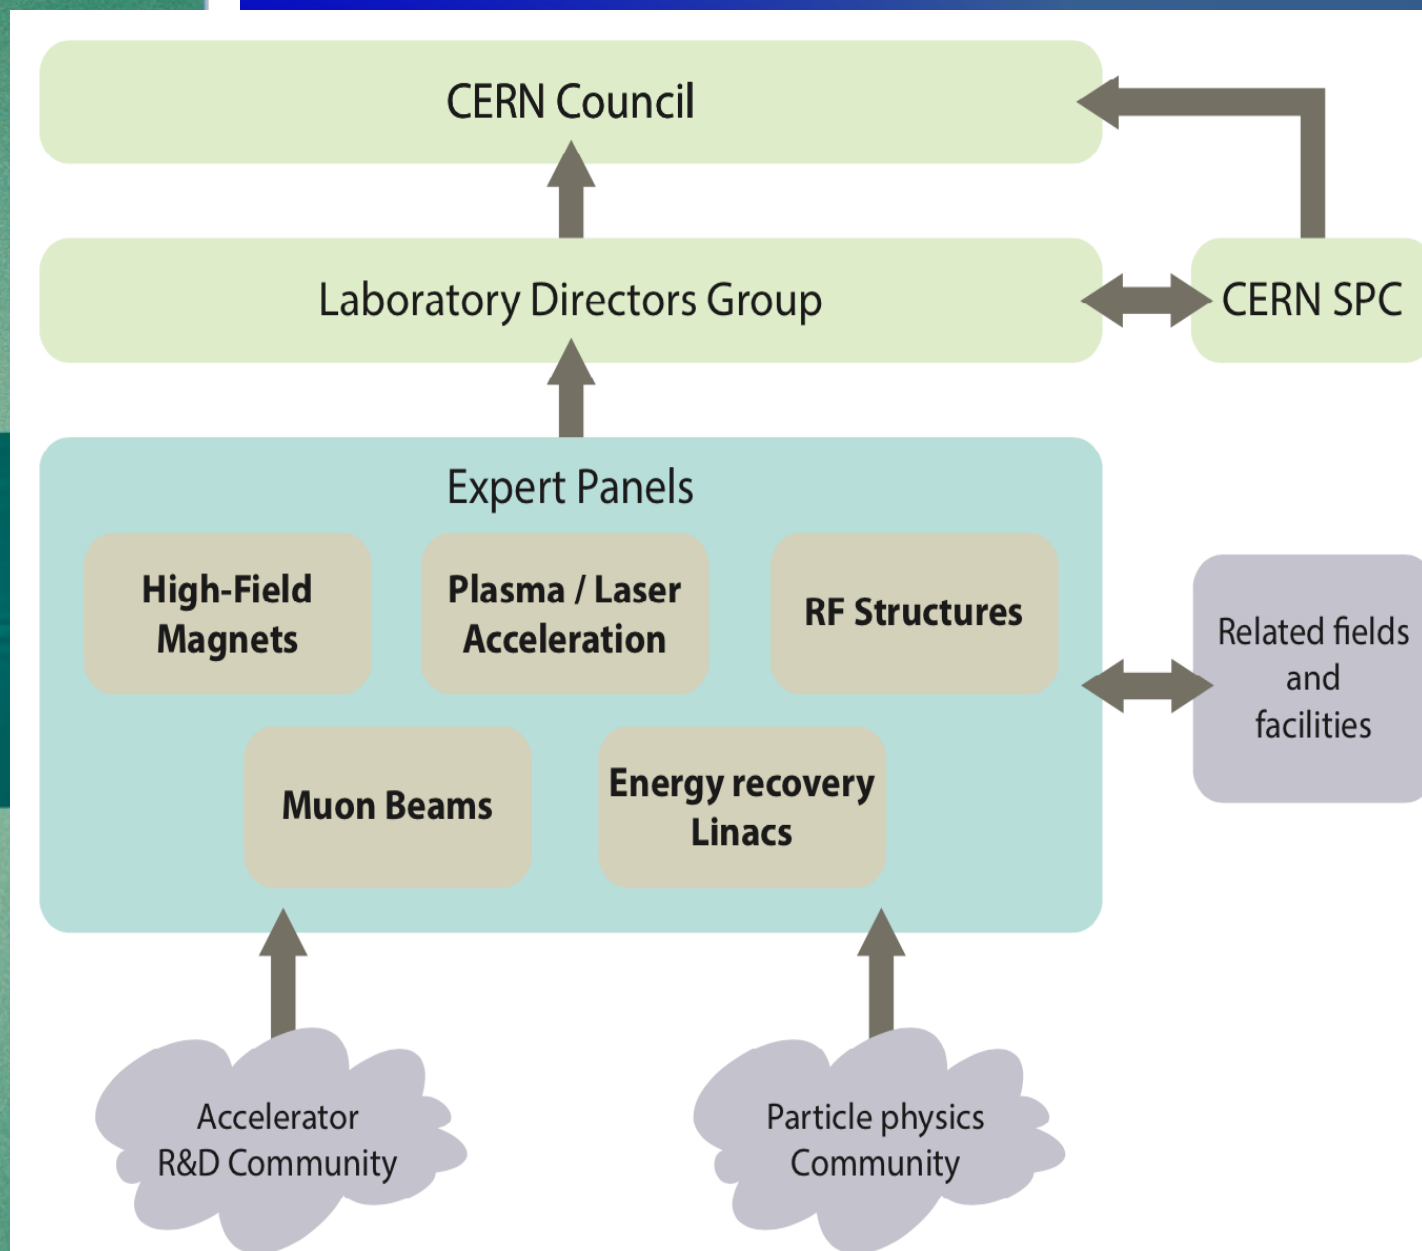 CERN Council
Laboratory Directors Group
CERN SPC
Expert Panels
High-Field
Magnets
Plasma / Laser
Acceleration
RF Structures
Muon Beams
Energy recovery
Linacs
Related fields
and
facilities
Accelerator
R&D Community
Particle physics
Community